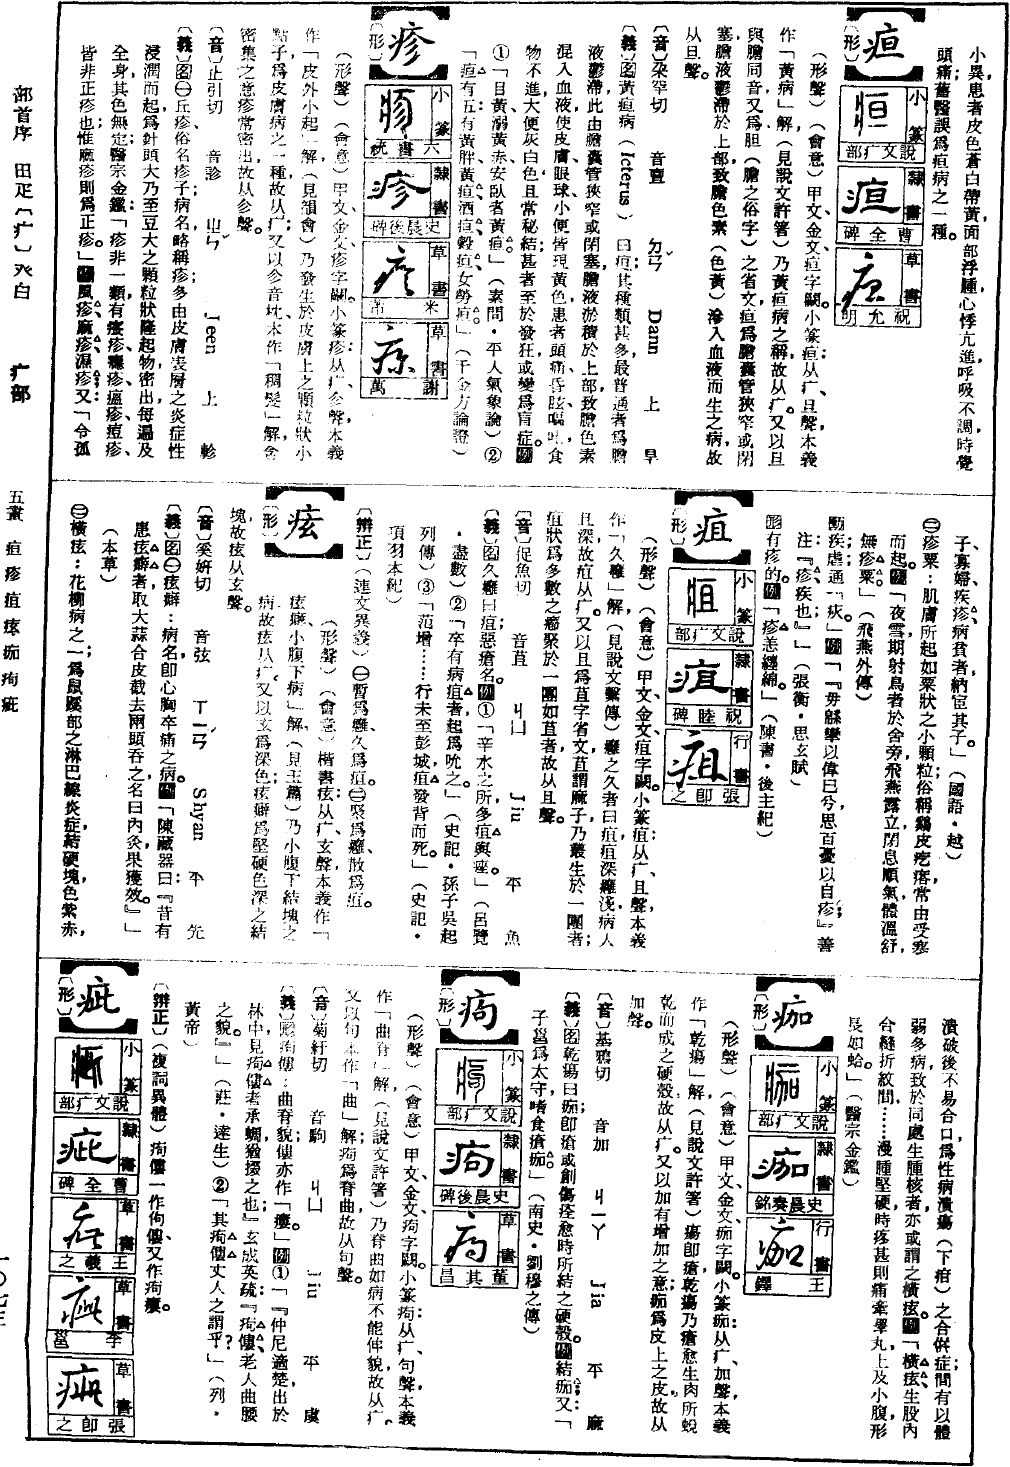 小異患者皮色蒼白帶黃面部浮腫心悸亢進呼吸不調時覺
頭痛舊醫誤爲疸病之一種。
疸
〔形〕
小篆
說文疒部
隸書
曹全碑
草書
祝允明
（形聲）（會意）甲文、金文疸字闕。小篆疸：从疒、旦聲，本義
作「黃病」解，（見說文許箸）乃黃疸病之稱，故从疒。又以旦
與膽同音，又爲胆（膽之俗字）之省文，疸爲膽囊管狹窄或閉
塞，膽液鬱滯於上部，致膽色素（色黃）滲入血液而生之病，故
从旦聲。
〔音〕朶罕切　音亶　ㄉㄢˇ　Dann　上　旱
〔義〕图黃疸病（Icterus）曰疸，其種類甚多，最普通者爲膽
液鬱滯，此由膽囊管狹窄或閉塞，膽液淤積於上部，致膽色素
混入血液，使皮膚、眼球、小便皆現黃色，患者頭痛昏眩，嘔吐食
物不進，大便灰白色，且常秘結，甚者至於發狂，或變爲盲症。例
①「目黃溺黃赤安臥者黃疸」（素問・平人氣象論）②
「疸有五：有黃胖、黃疸、酒疸、穀疸、女勞疸」（千金方論證）
疹
〔形〕
小篆
六書統
隸書
史晨後碑
草書
米芾
草書
謝萬
（形聲）（會意）甲文、金文疹字闕。小篆疹：从疒㐱聲，本義
作「皮外小起」解，（見韻會）乃發生於皮膚上之顆粒狀小
點子，爲皮膚病之一種，故从疒。又以㐱音枕，本作「稠髮」解，含
密集之意，疹常密出，故从㐱聲。
〔音〕止引切　音診　ㄓㄣˇ　Jeen　上　軫
〔義〕图㊀丘疹俗名疹子，病名，略稱疹，多由皮膚表層之炎症性
浸潤而起，爲針頭大乃至豆大之顆粒狀隆起物，密出每遍及
全身，其色無定。醫宗金鑑「疹非一類，有瘙疹、癮疹、瘟疹、痘疹、
皆非正疹也，惟麻疹則爲正疹。」例風疹、麻疹、濕疹；又「令孤
子、寡婦、疾疹、病貧者，納宦其子。」（國語・越）
㊁疹粟：肌膚所起如粟狀之小顆粒，俗稱鷄皮疙瘩，常由受寒
而起。例「夜雪，期射鳥者於舍旁，飛燕露立，閉息順氣，體溫舒，
無疹粟」（飛燕外傳）
動疾虐，通「疢」例「『毋緜攣以倖已兮，思百憂以自疹』；善
注『疹，疾也』」（張衡・思玄賦）
形有疹的。例「疹恙纏綿」（陳書・後主紀）
疽
〔形〕
小篆
說文疒部
隸書
祝睦碑
行書
張卽之
（形聲）（會意）甲文、金文疽字闕。小篆疽：从疒、且聲，本義
作「久癰」解，（見說文繫傳）癰之久者曰疽，疽深癰淺，病人
且深，故疽从疒。又以且爲苴字省文，苴謂麻子，乃叢生於一團者；
疽狀爲多數之癤聚於一團如苴者，故从且聲。
〔音〕促魚切　音苴　ㄐㄩ　Jiu　平　魚
〔義〕图久癰曰疽，惡瘡名。例①「辛水之所多疽與痤。」（呂覽
・盡數）②「卒有病疽者，起爲吮之。」（史記・孫子吳起
列傳）③「范增……行未至彭城，疽發背而死。」（史記・
項羽本紀）
〔辨正〕（連文異義）㊀暫爲癰，久爲疽。㊁聚爲癰，散爲疽。
痃
〔形〕
（形聲）（會意）楷書痃：从疒、玄聲，本義作「
痃癖，小腹下病」解，（見玉篇）乃小腹下結塊之
病，故痃从疒。又以玄爲深色，痃癖爲堅硬色深之結
塊，故痃从玄聲。
〔音〕奚姸切　音弦　ㄒㄧㄢˊ　Shyan　平　先
〔義〕图㊀痃癖：病名，卽心胸卒痛之病。例「陳藏器曰：『昔有
患痃癖者，取大蒜合皮截去兩頭吞之，名曰內灸，果獲效。』」
（本草）
㊁橫痃：花柳病之一，爲鼠蹊部之淋巴綫炎症，結硬塊，色紫赤，
潰破後不易合口；爲性病潰瘍（下疳）之合併症，間有以體
弱多病致於同處生腫核者，亦或謂之橫痃。例「橫痃生股內
合縫折紋間……漫腫堅硬，時疼甚則痛牽睪丸，上及小腹，形
長如蛤。」（醫宗金鑑）
痂
〔形〕
小篆
說文疒部
隸書
史晨奏銘
行書
王鐸
（形聲）（會意）甲文、金文痂字闕。小篆痂：从疒、加聲，本義
作「乾瘍」解，（見說文許箸）瘍卽瘡，乾瘍乃瘡愈生肉所蛻
乾而成之硬殼，故从疒。又以加有增加之意，痂爲皮上之皮，故从
加聲。
〔音〕基鴉切　音加　ㄐㄧㄚ　Jia　平　麻
〔義〕图乾瘍曰痂，卽瘡或創傷痊愈時所結之硬殼。例結痂；又「
子邕爲太守，嗜食瘡痂。」（南史・劉穆之傳）
痀
〔形〕
小篆
說文疒部
隸書
史晨後碑
草書
董其昌
（形聲）（會意）甲文、金文痀字闕。小篆痀：从疒、句聲，本義
作「曲脊」解，（見說文許箸）乃脊曲如病不能伸貌，故从疒。
又以句本作「曲」解，痀爲脊曲，故从句聲。
〔音〕菊紆切　音駒　ㄐㄩ　Jiu　平　虞
〔義〕形痀僂：曲脊貌；僂亦作「瘻」例①「『仲尼適楚，出於
林中，見痀僂者承蜩，猶掇之也』；玄成英疏：『痀僂，老人曲腰
之貌。』」（莊・達生）②「其痀僂丈人之謂乎？」（列・
黃帝）
〔辨正〕（複詞異體）痀僂一作佝僂、又作痀瘻。
疵
〔形〕
小篆
說文疒部
隸書
曹全碑
草書
王羲之
草書
李邕
草書
張卽之
部首序　田疋〔疒〕癶白　　疒部　　五畫　疸疹疽痃痂痀疵　　一〇七三